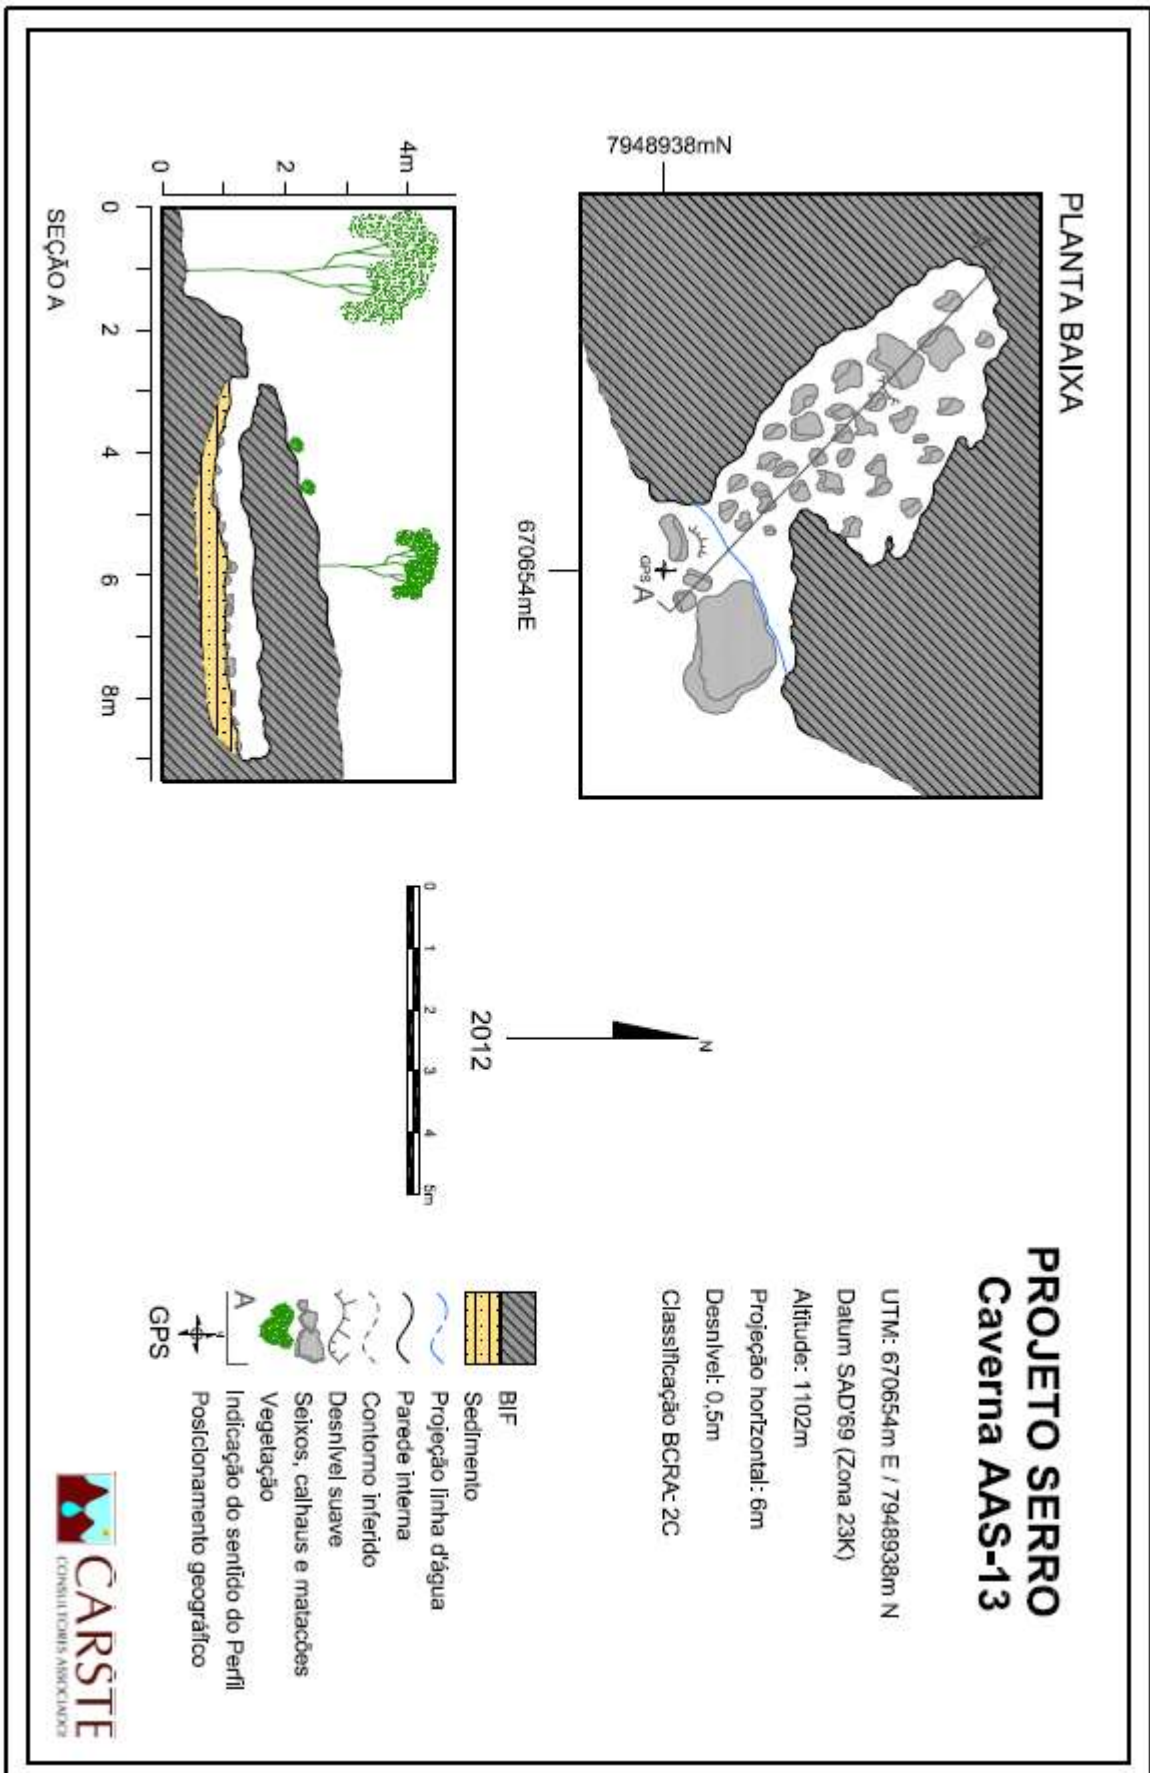 PROJETO SERRO
Caverna AAS-13
UTM: 670654m E / 7948938m N
Datum SAD'69 (Zona 23K)
Altitude: 1102m
Projeção horizontal: 6m
Desnível: 0,5m
Classificação BCRA: 2C
PLANTA BAIXA
7948938mN
670654mE
A
GPS
A
4m
2
0
0
2
4
6
8m
SEÇÃO A
N
2012
0
1
2
3
4
5m
BIF
Sedimento
Projeção linha d'água
Parede interna
Contorno inferido
Desnível suave
Seixos, calhaus e matacões
Vegetação
A
Indicação do sentido do Perfil
GPS
Posicionamento geográfico
CARSTE
CONSULTORES ASSOCIADOS